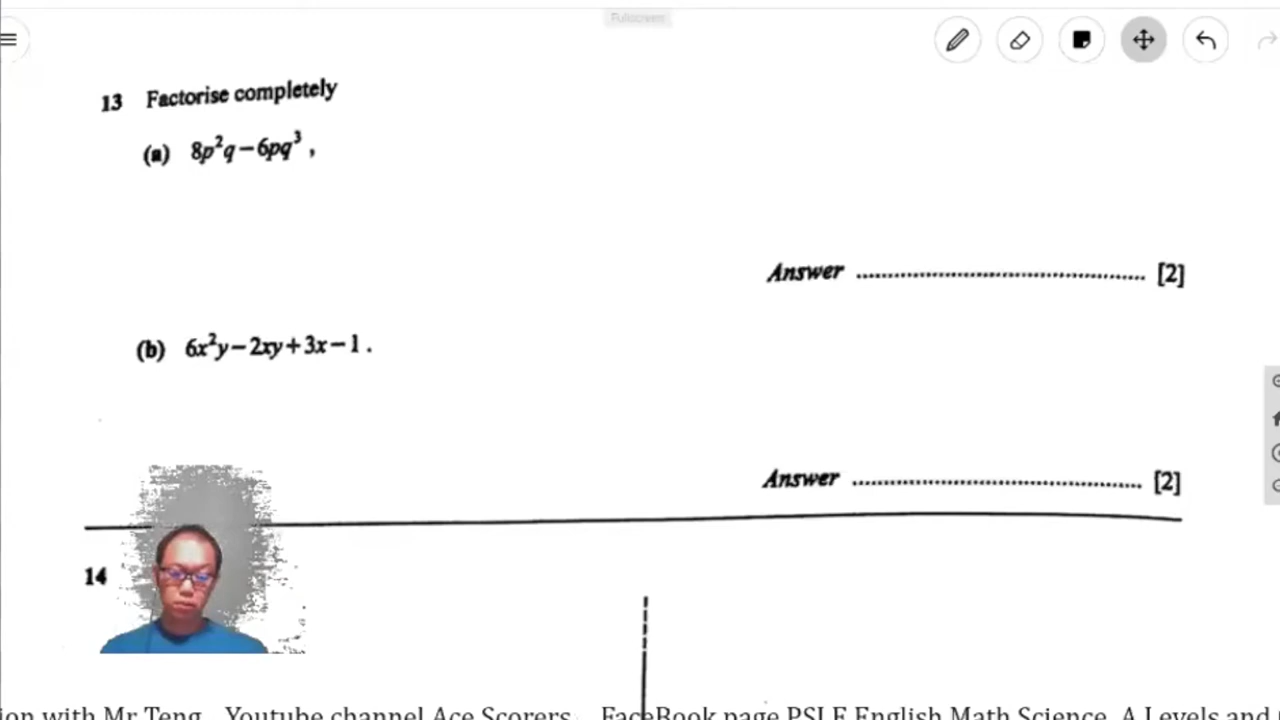 Fullscreen
13 Factorise completely
(a) 8p²q – 6pq³ ,
Answer ............................................. [2]
(b) 6x²y – 2xy + 3x – 1 .
Answer ............................................. [2]
14
ion with Mr Teng Youtube channel Ace Scorers FaceBook page PSLE English Math Science, A Levels and